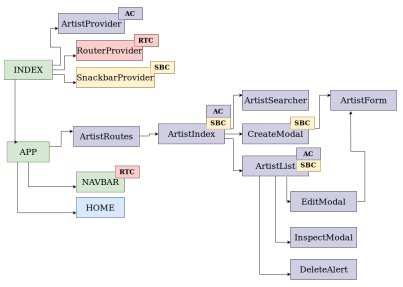 AC
ArtistProvider
RTC
RouterProvider
INDEX
SBC
SnackbarProvider
ArtistSearcher
ArtistForm
AC
SBC
SBC
ArtistRoutes
ArtistIndex
CreateModal
APP
AC
SBC
ArtistList
RTC
NAVBAR
EditModal
HOME
InspectModal
DeleteAlert